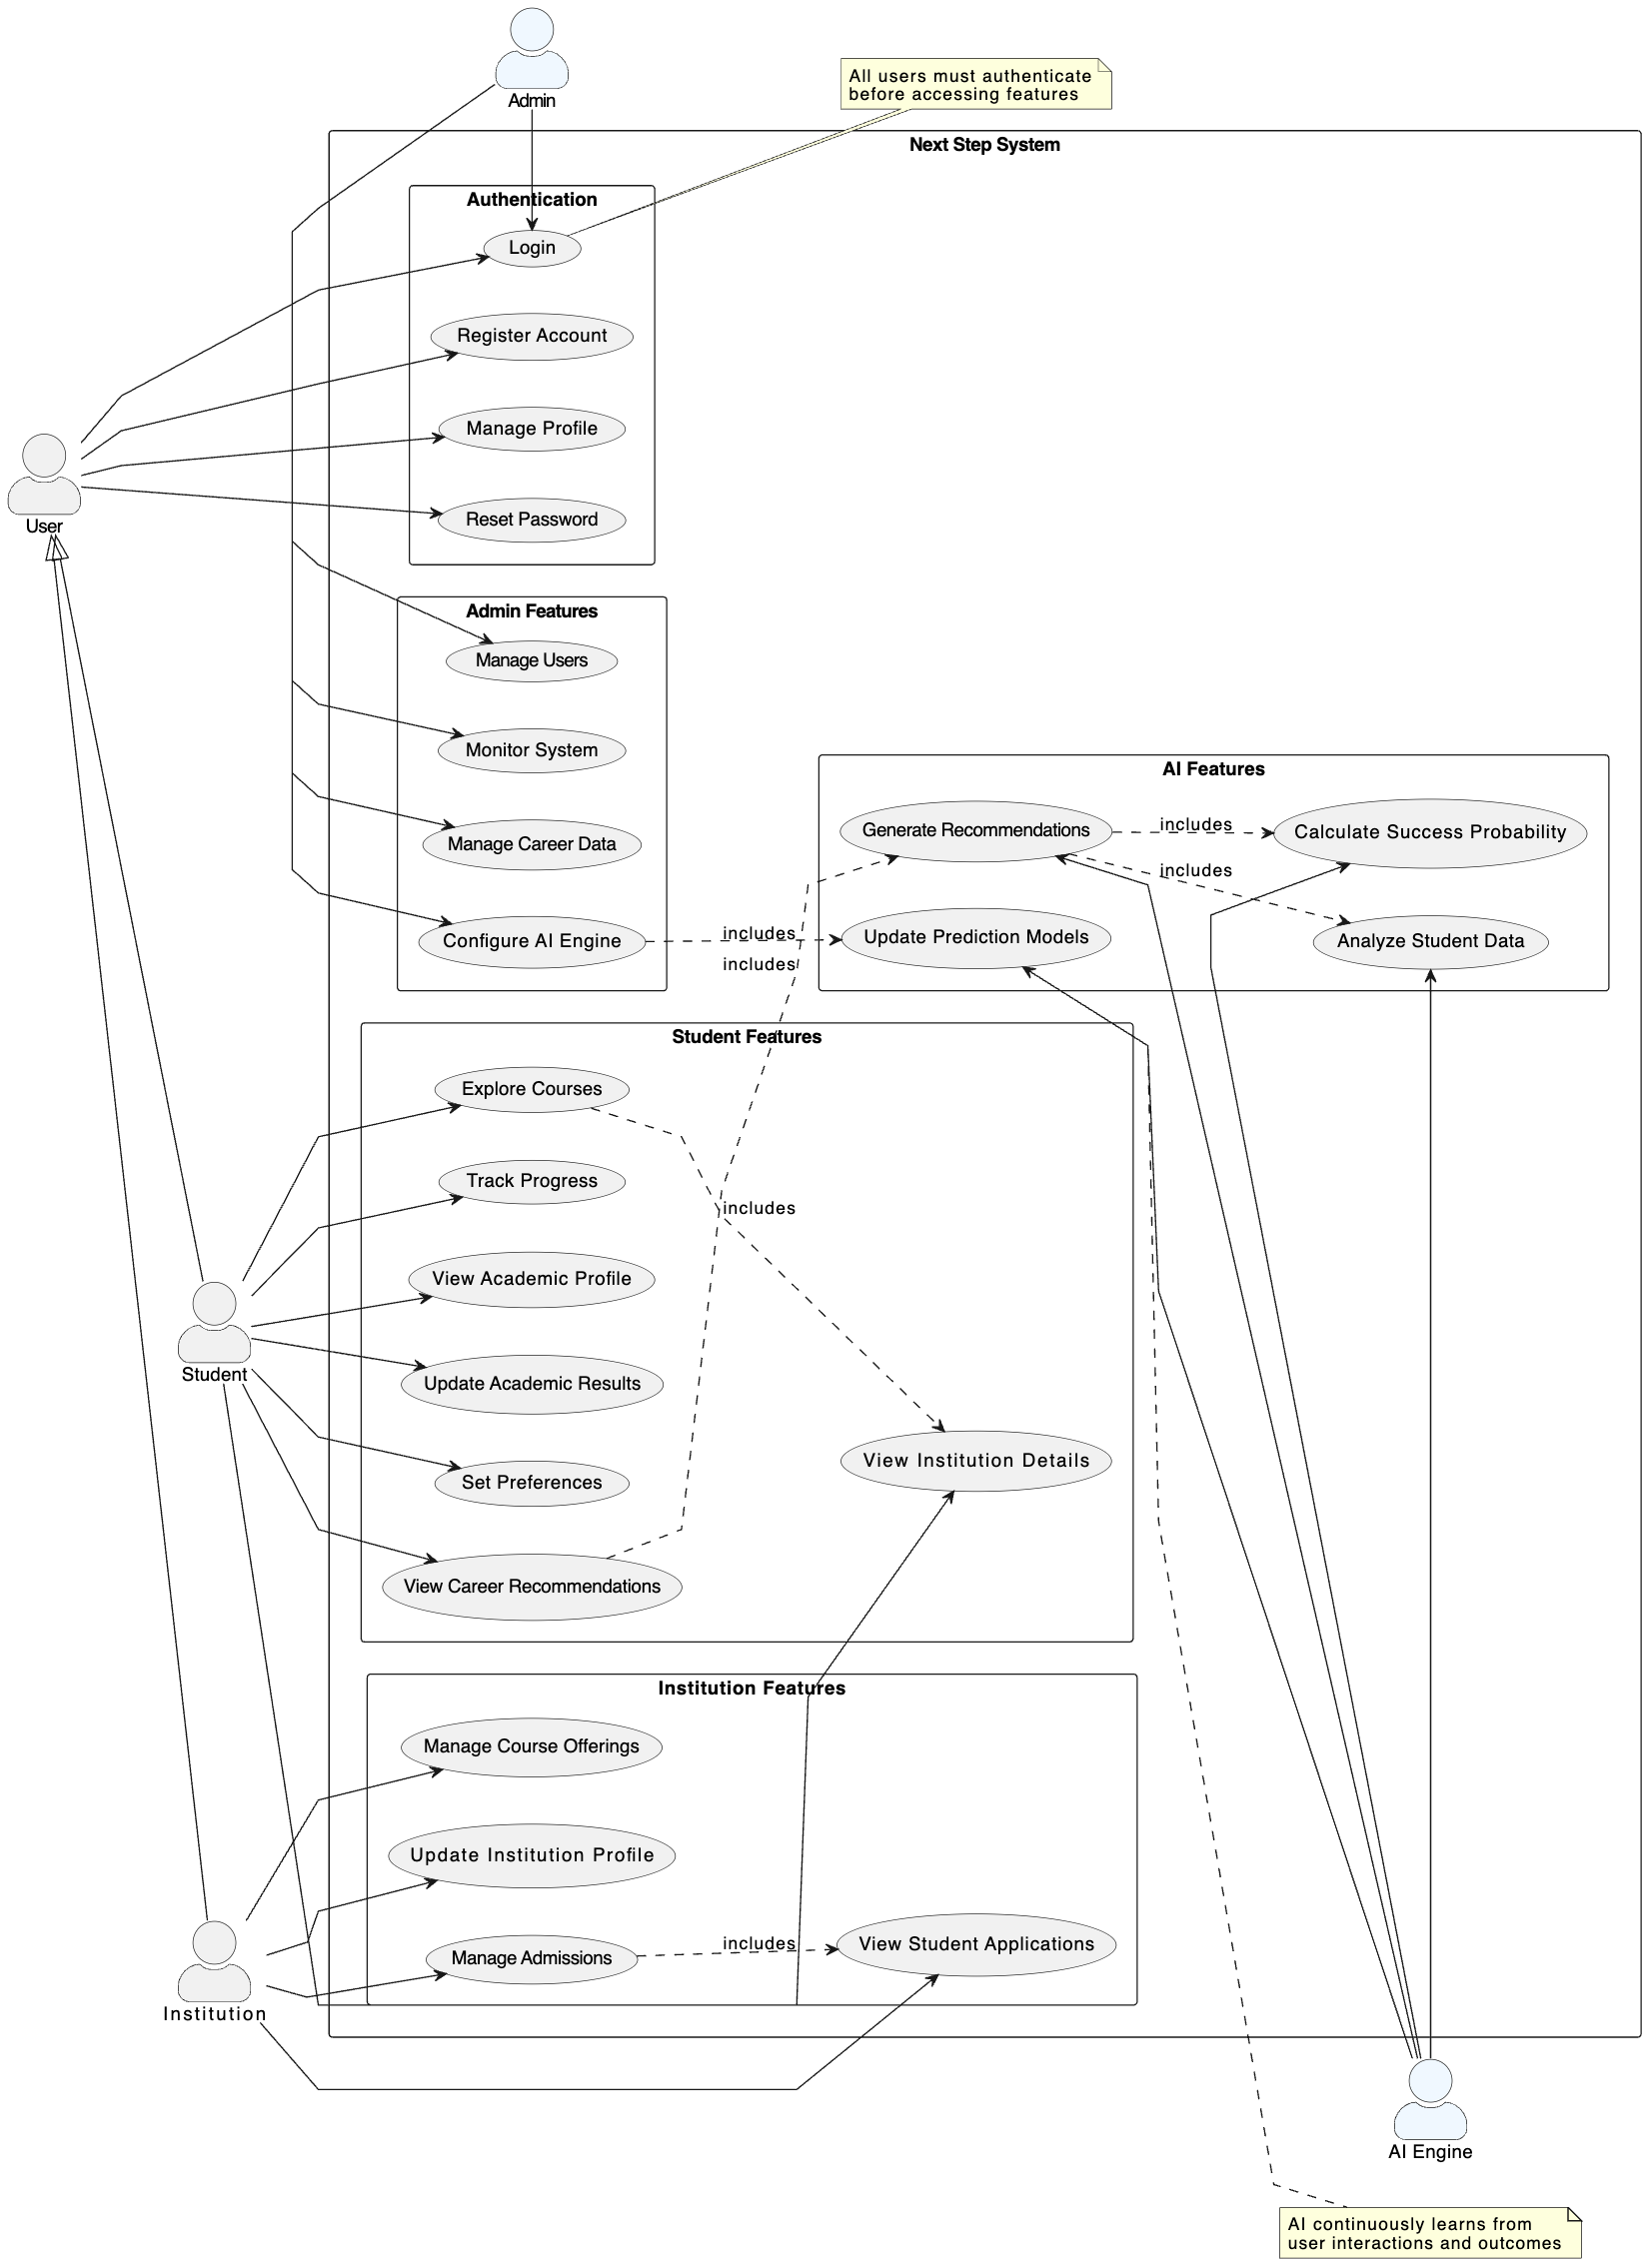 Admin
All users must authenticate
before accessing features
Next Step System
Authentication
Login
Register Account
Manage Profile
Reset Password
User
Admin Features
Manage Users
Monitor System
Manage Career Data
Configure AI Engine
AI Features
Generate Recommendations
includes
Calculate Success Probability
includes
includes
Update Prediction Models
Analyze Student Data
includes
Student Features
Explore Courses
Track Progress
includes
View Academic Profile
Student
Update Academic Results
View Institution Details
Set Preferences
View Career Recommendations
Institution Features
Manage Course Offerings
Update Institution Profile
Manage Admissions
includes
View Student Applications
Institution
AI Engine
AI continuously learns from
user interactions and outcomes